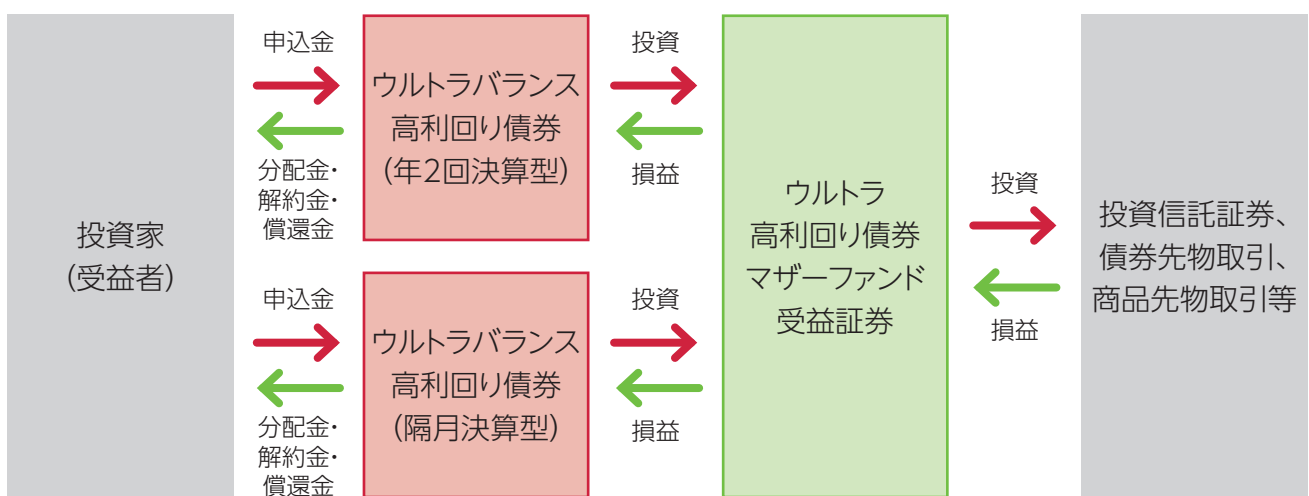 投資家
(受益者)
申込金
分配金・
解約金・
償還金
ウルトラバランス
高利回り債券
(年2回決算型)
投資
損益
申込金
分配金・
解約金・
償還金
ウルトラバランス
高利回り債券
(隔月決算型)
投資
損益
ウルトラ
高利回り債券
マザーファンド
受益証券
投資
損益
投資信託証券、
債券先物取引、
商品先物取引等